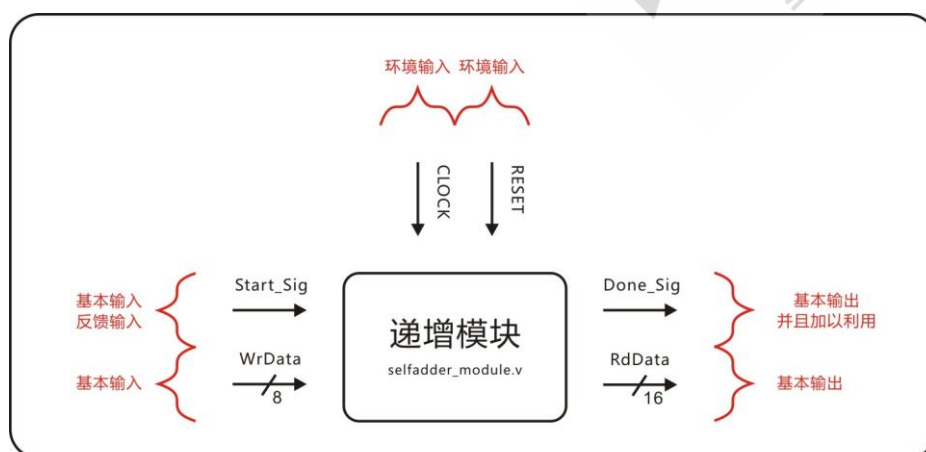 环境输入 环境输入
CLOCK
RESET
基本输入
反馈输入
Start_Sig
Done_Sig
基本输出
并且加以利用
递增模块
selfadder_module.v
基本输入
WrData
8
RdData
16
基本输出